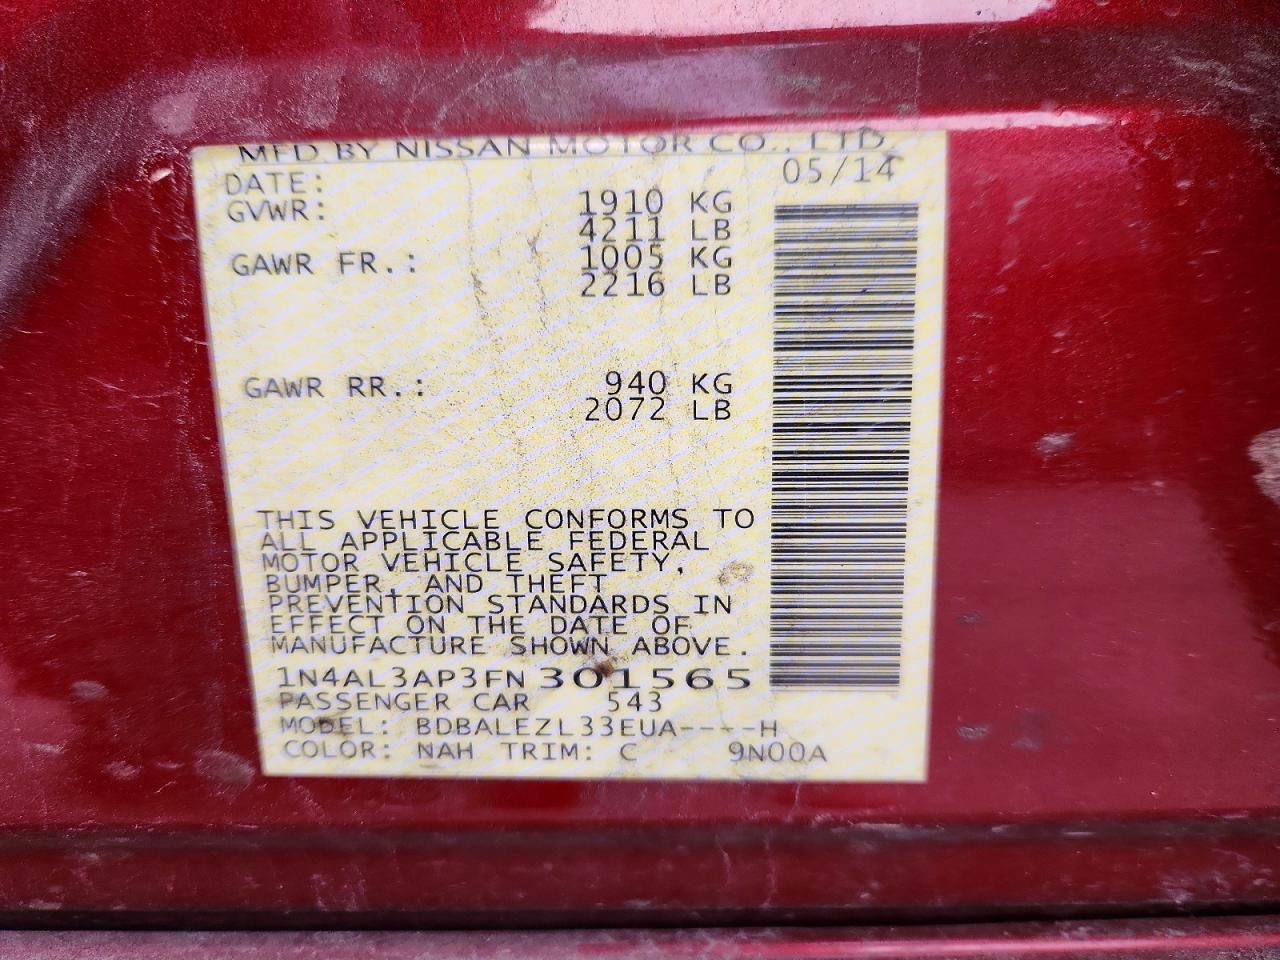 MFD BY NISSAN MOTOR CO., LTD.
DATE: 05/14
GVWR: 1910 KG
4211 LB
GAWR FR.: 1005 KG
2216 LB
GAWR RR.: 940 KG
2072 LB
THIS VEHICLE CONFORMS TO
ALL APPLICABLE FEDERAL
MOTOR VEHICLE SAFETY,
BUMPER, AND THEFT
PREVENTION STANDARDS IN
EFFECT ON THE DATE OF
MANUFACTURE SHOWN ABOVE.
1N4AL3AP3FN301565
PASSENGER CAR 543
MODEL: BDBALEZL33EUA----H
COLOR: NAH TRIM: C 9N00A